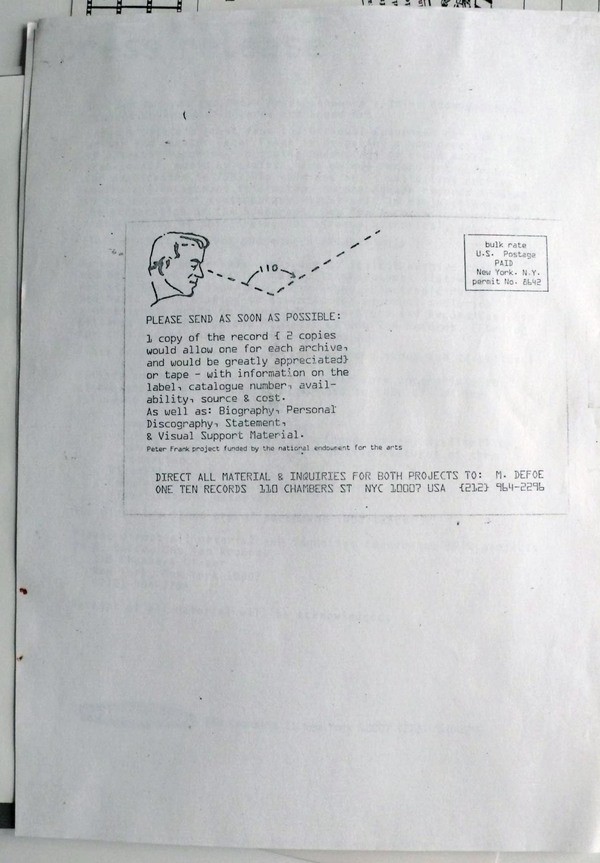 110
bulk rate
U.S. Postage
PAID
New York. N.Y.
permit No. 8642
PLEASE SEND AS SOON AS POSSIBLE:
1 copy of the record { 2 copies
would allow one for each archive,
and would be greatly appreciated}
or tape - with information on the
label, catalogue number, avail-
ability, source & cost.
As well as: Biography, Personal
Discography, Statement,
& Visual Support Material.
Peter Frank project funded by the national endowment for the arts
DIRECT ALL MATERIAL & INQUIRIES FOR BOTH PROJECTS TO: M. DEFOE
ONE TEN RECORDS 110 CHAMBERS ST NYC 10007 USA {212} 964-2296